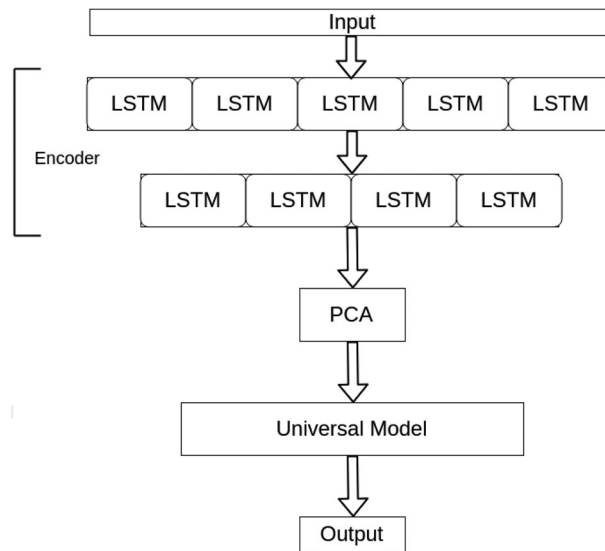 Input
LSTM LSTM LSTM LSTM LSTM
Encoder
LSTM LSTM LSTM LSTM
PCA
Universal Model
Output